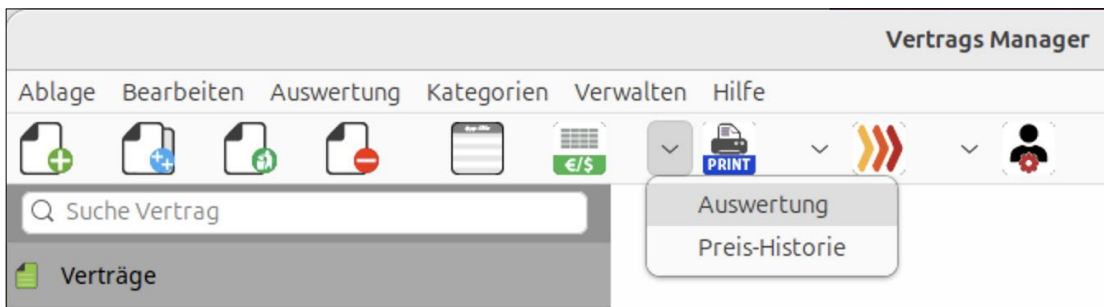 Vertrags Manager
Ablage Bearbeiten Auswertung Kategorien Verwalten Hilfe
€/$ PRINT
Auswertung
Suche Vertrag
Preis-Historie
Verträge